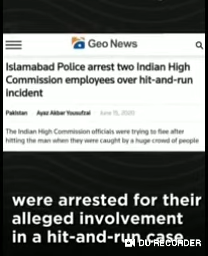 Geo News
Islamabad Police arrest two Indian High
Commission employees over hit-and-run
incident
Pakistan Ayaz Akbar Yousufzai June 15, 2020
The Indian High Commission officials were trying to flee after
hitting the man when they were caught by a huge crowd of people
were arrested for their
alleged involvement
in a hit-and-run case
DU RECORDER